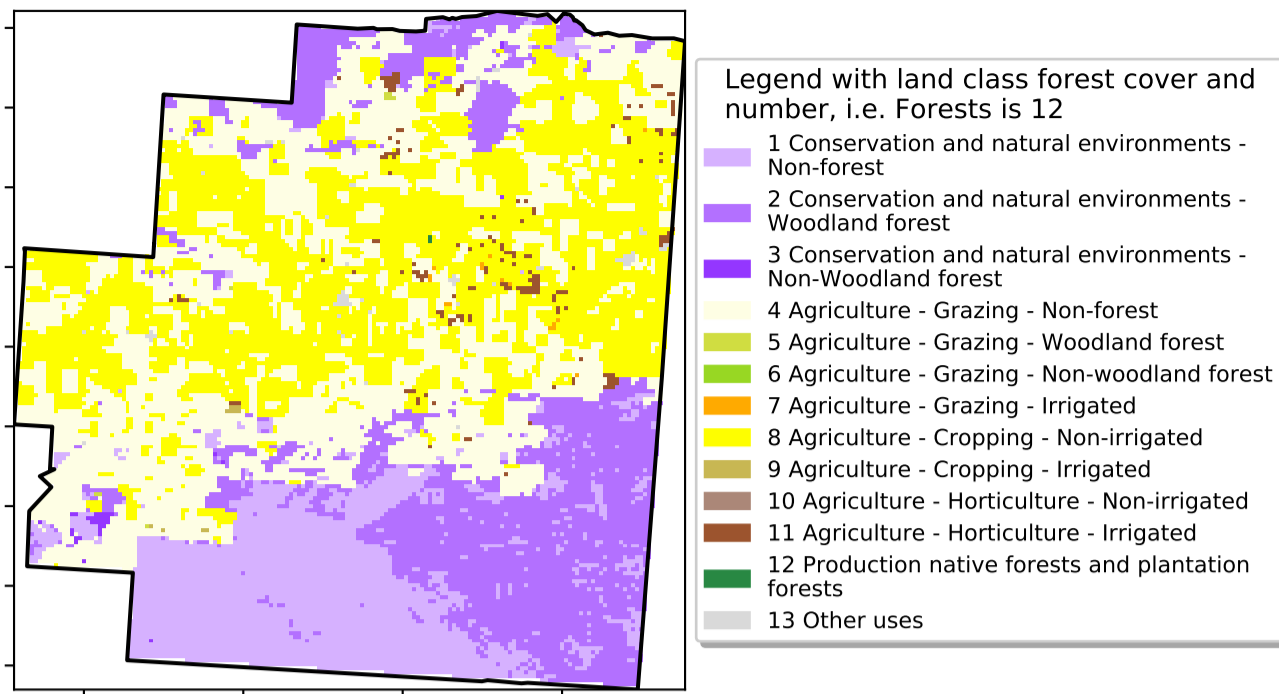 Legend with land class forest cover and
number, i.e. Forests is 12
1 Conservation and natural environments -
Non-forest
2 Conservation and natural environments -
Woodland forest
3 Conservation and natural environments -
Non-Woodland forest
4 Agriculture - Grazing - Non-forest
5 Agriculture - Grazing - Woodland forest
6 Agriculture - Grazing - Non-woodland forest
7 Agriculture - Grazing - Irrigated
8 Agriculture - Cropping - Non-irrigated
9 Agriculture - Cropping - Irrigated
10 Agriculture - Horticulture - Non-irrigated
11 Agriculture - Horticulture - Irrigated
12 Production native forests and plantation
forests
13 Other uses